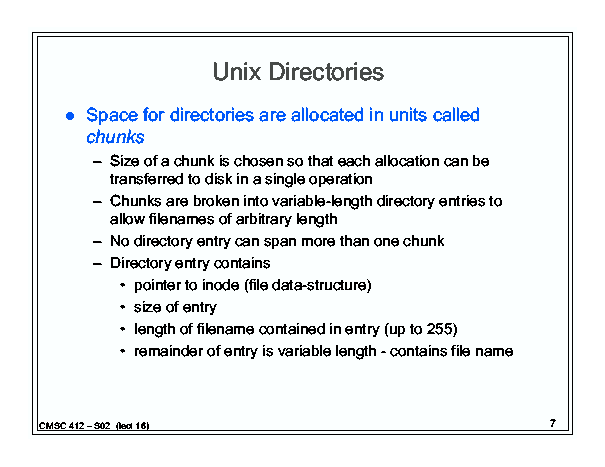 Unix Directories
● Space for directories are allocated in units called
chunks
– Size of a chunk is chosen so that each allocation can be
transferred to disk in a single operation
– Chunks are broken into variable-length directory entries to
allow filenames of arbitrary length
– No directory entry can span more than one chunk
– Directory entry contains
• pointer to inode (file data-structure)
• size of entry
• length of filename contained in entry (up to 255)
• remainder of entry is variable length - contains file name
CMSC 412 – S02 (lect 16)
7